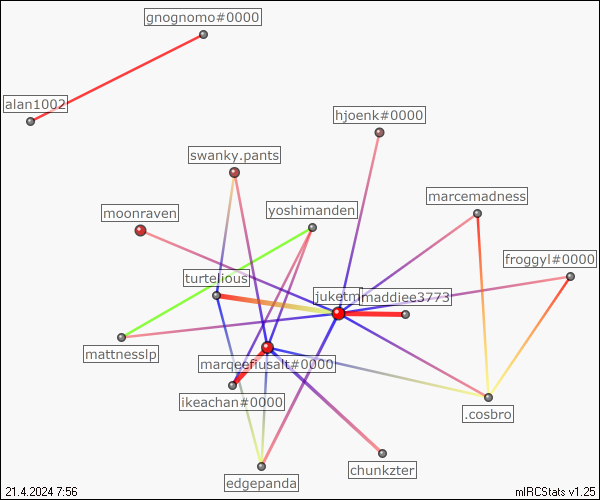 gnognomo#0000
alan1002
hjoenk#0000
swanky.pants
marcemadness
moonraven
yoshimanden
froggyl#0000
turtelious
juketm
maddiee3773
mattnesslp
marqeefiusalt#0000
ikeachan#0000
.cosbro
chunkzter
edgepanda
21.4.2024 7:56
mIRCStats v1.25